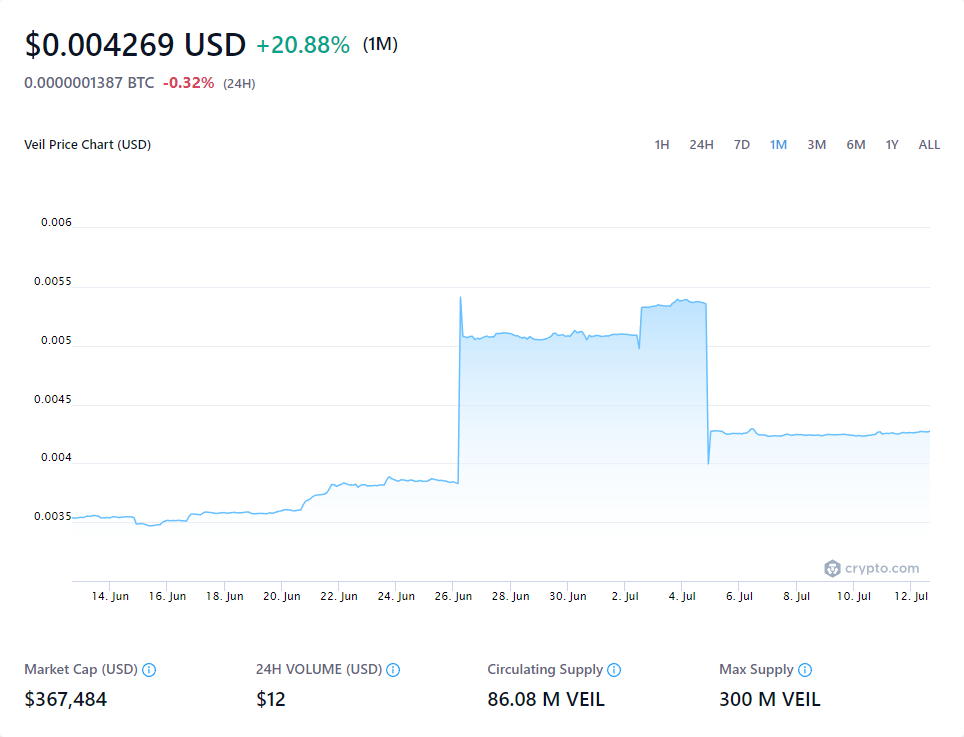 $0.004269 USD +20.88% (1M)
0.0000001387 BTC -0.32% (24H)
Veil Price Chart (USD) 1H 24H 7D 1M 3M 6M 1Y ALL
0.006
0.0055
0.005
0.0045
0.004
0.0035
crypto.com
14. Jun 16. Jun 18. Jun 20. Jun 22. Jun 24. Jun 26. Jun 28. Jun 30. Jun 2. Jul 4. Jul 6. Jul 8. Jul 10. Jul 12. Jul
Market Cap (USD) 24H VOLUME (USD) Circulating Supply Max Supply
$367,484 $12 86.08 M VEIL 300 M VEIL